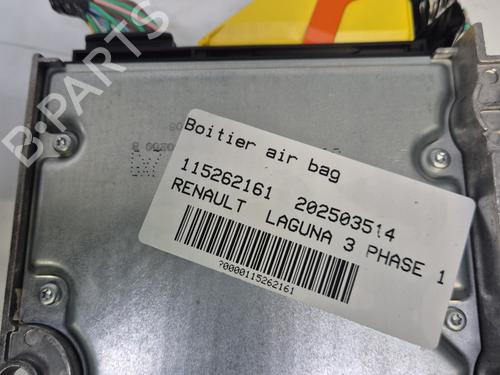 B-PARTS
Boitier air bag
115262161 202503514
RENAULT LAGUNA 3 PHASE 1
?0000115262161